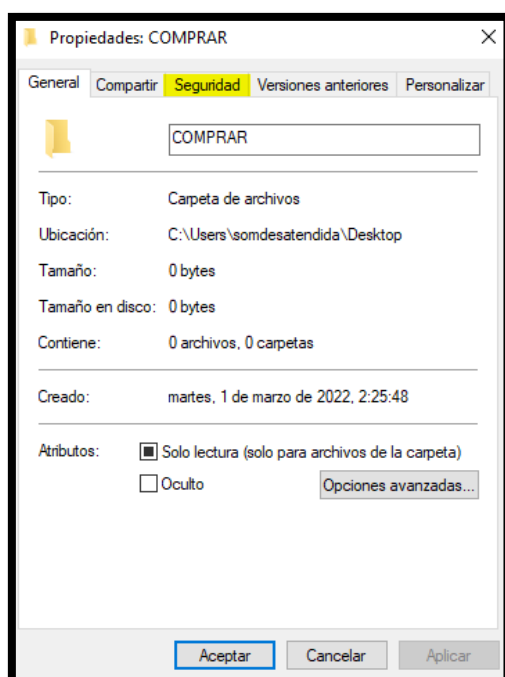 Propiedades: COMPRAR
General Compartir Seguridad Versiones anteriores Personalizar
COMPRAR
Tipo: Carpeta de archivos
Ubicación: C:\Users\somdesatendida\Desktop
Tamaño: 0 bytes
Tamaño en disco: 0 bytes
Contiene: 0 archivos, 0 carpetas
Creado: martes, 1 de marzo de 2022, 2:25:48
Atributos: Solo lectura (solo para archivos de la carpeta)
Oculto Opciones avanzadas...
Aceptar Cancelar Aplicar